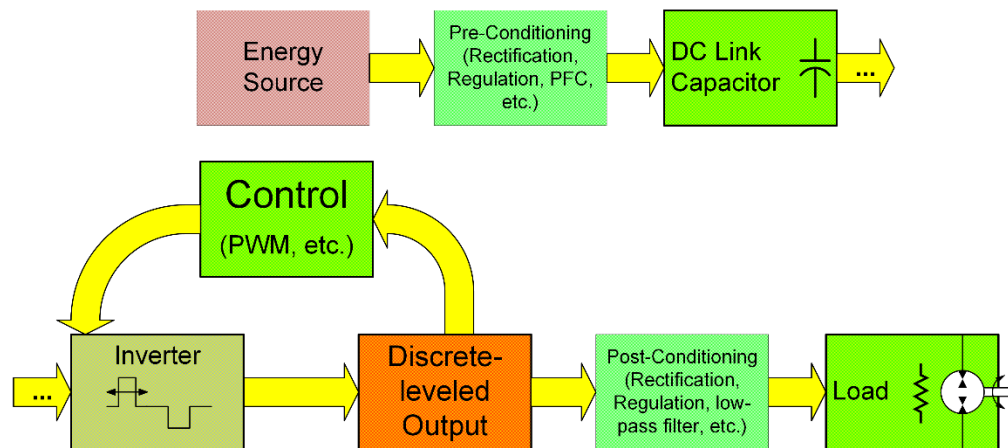 Energy
Source
Pre-Conditioning
(Rectification,
Regulation, PFC,
etc.)
DC Link
Capacitor
...
Control
(PWM, etc.)
...
Inverter
Discrete-
leveled
Output
Post-Conditioning
(Rectification,
Regulation, low-
pass filter, etc.)
Load